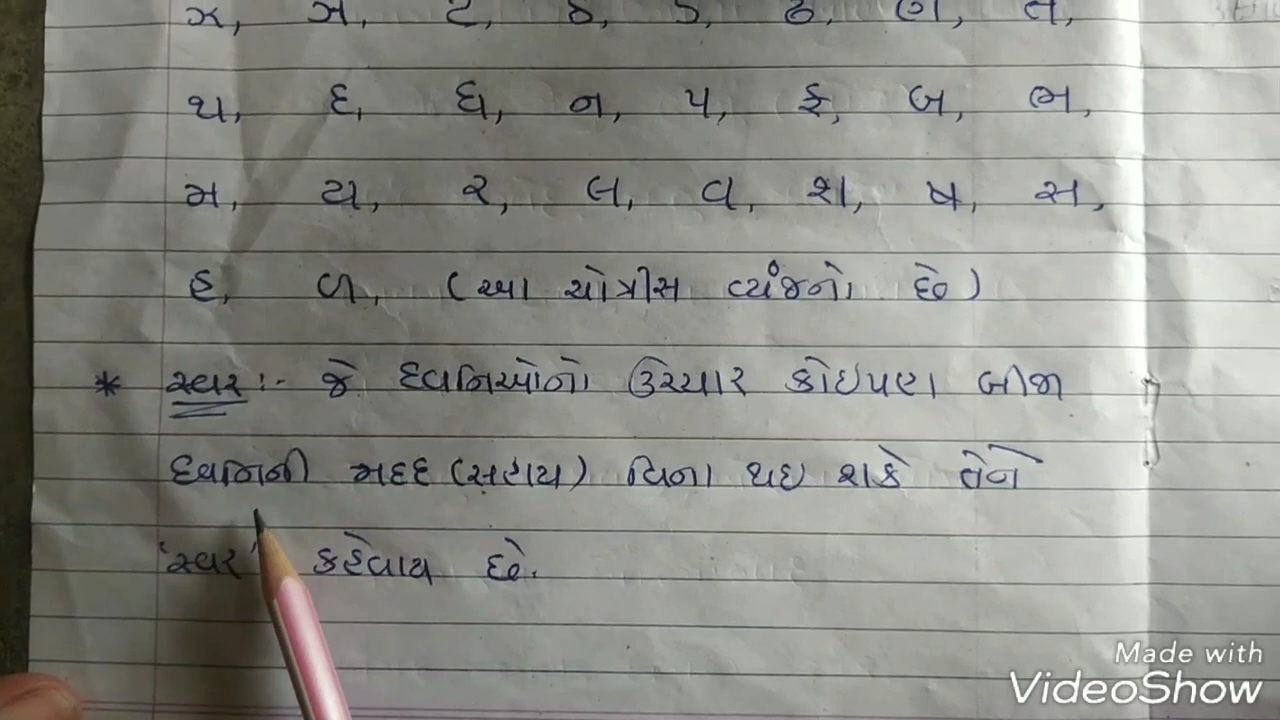 થ, દ, ધ, ન, પ, ફ, બ, ભ,
મ, ય, ર, લ, વ, શ, ષ, સ,
હ, ળ, (આ ચોત્રીસ વ્યંજનો છે)
* સ્વર :- જે ધ્વનિઓનો ઉચ્ચાર કોઇપણ બીજા
ધ્વનિની મદદ (સહાય) વિના થઇ શકે તેને
'સ્વર' કહેવાય છે.
Made with
VideoShow